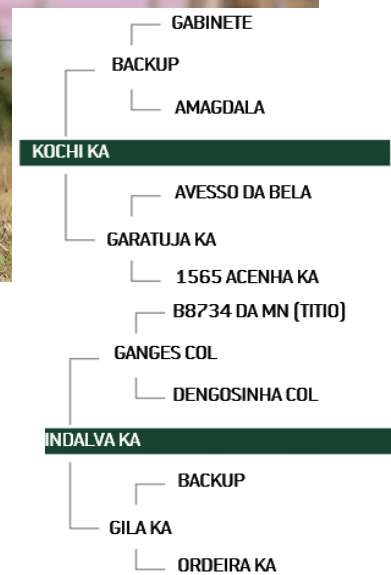 GABINETE
BACKUP
AMAGDALA
KOCHI KA
AVESSO DA BELA
GARATUJA KA
1565 ACENHA KA
B8734 DA MN (TITIO)
GANGES COL
DENGOSINHA COL
INDALVA KA
BACKUP
GILA KA
ORDEIRA KA